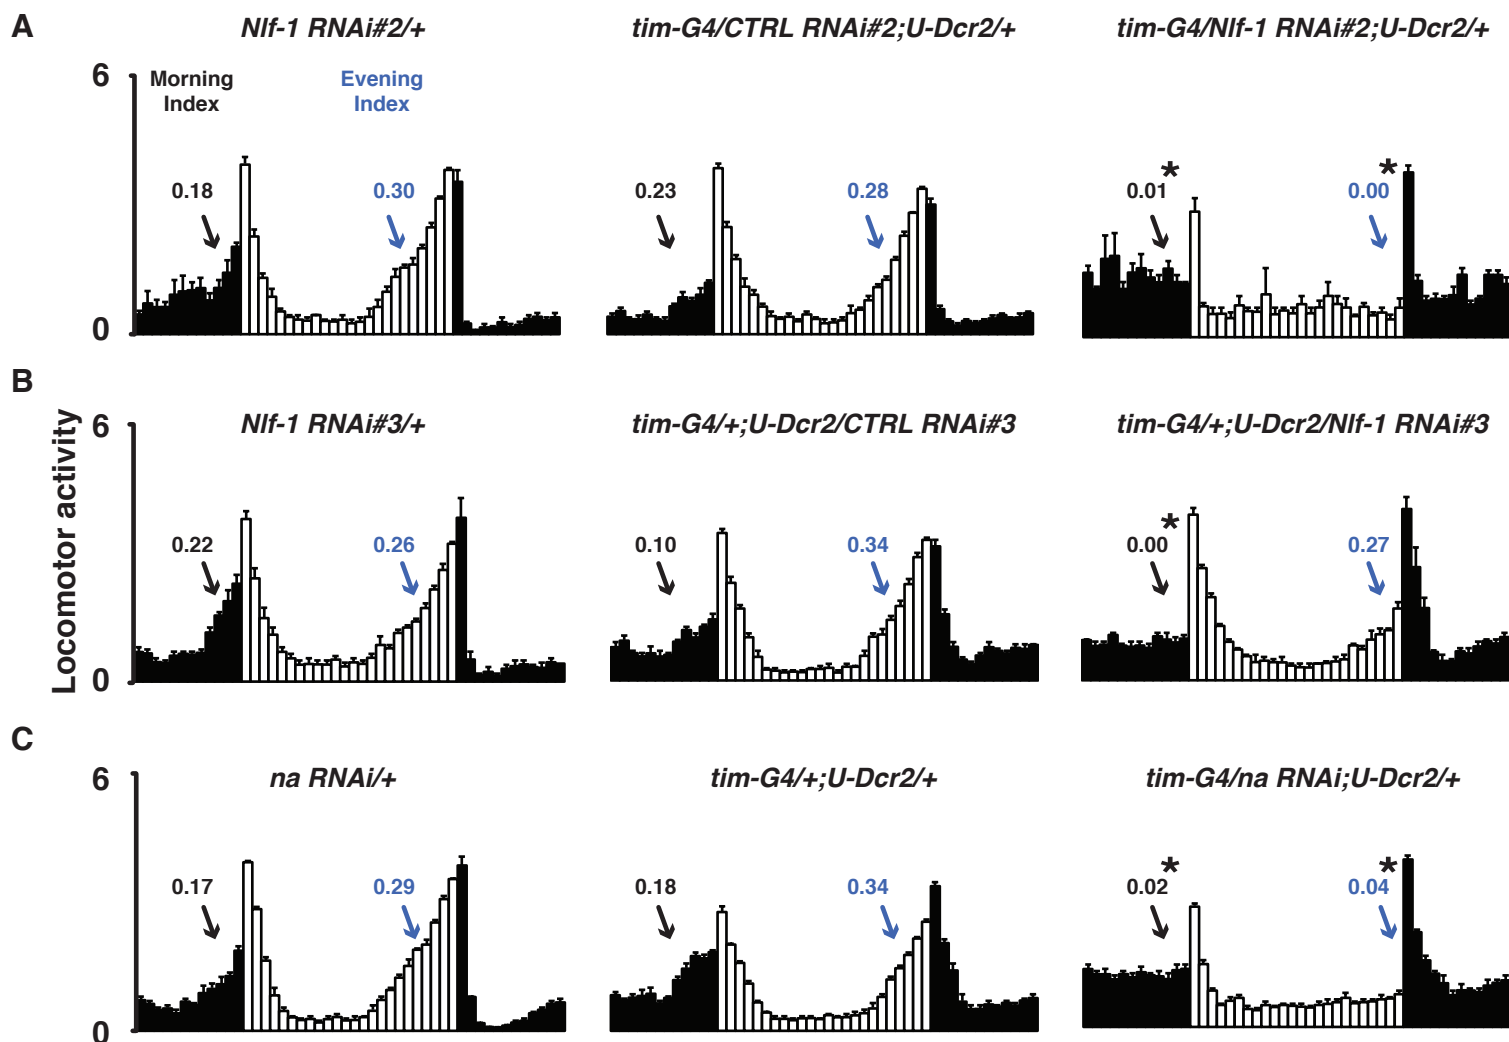 A
Nlf-1 RNAi#2/+
tim-G4/CTRL RNAi#2;U-Dcr2/+
tim-G4/Nlf-1 RNAi#2;U-Dcr2/+
6
Morning
Index
Evening
Index
0.18
0.30
0.23
0.28
*
0.01
*
0.00
0
B
Locomotor activity
Nlf-1 RNAi#3/+
tim-G4/+;U-Dcr2/CTRL RNAi#3
tim-G4/+;U-Dcr2/Nlf-1 RNAi#3
6
0.22
0.26
0.10
0.34
*
0.00
0.27
0
C
na RNAi/+
tim-G4/+;U-Dcr2/+
tim-G4/na RNAi;U-Dcr2/+
6
0.17
0.29
0.18
0.34
*
0.02
*
0.04
0